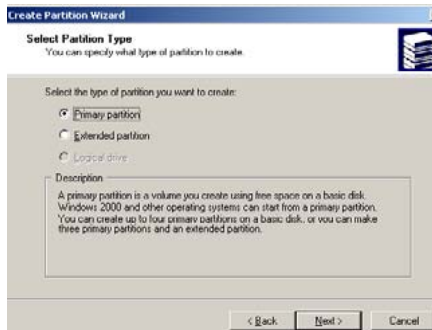 Create Partition Wizard
Select Partition Type
You can specify what type of partition to create.
Select the type of partition you want to create:
Primary partition
Extended partition
Logical drive
Description
A primary partition is a volume you create using free space on a basic disk.
Windows 2000 and other operating systems can start from a primary partition.
You can create up to four primary partitions on a basic disk, or you can make
three primary partitions and an extended partition.
< Back Next > Cancel